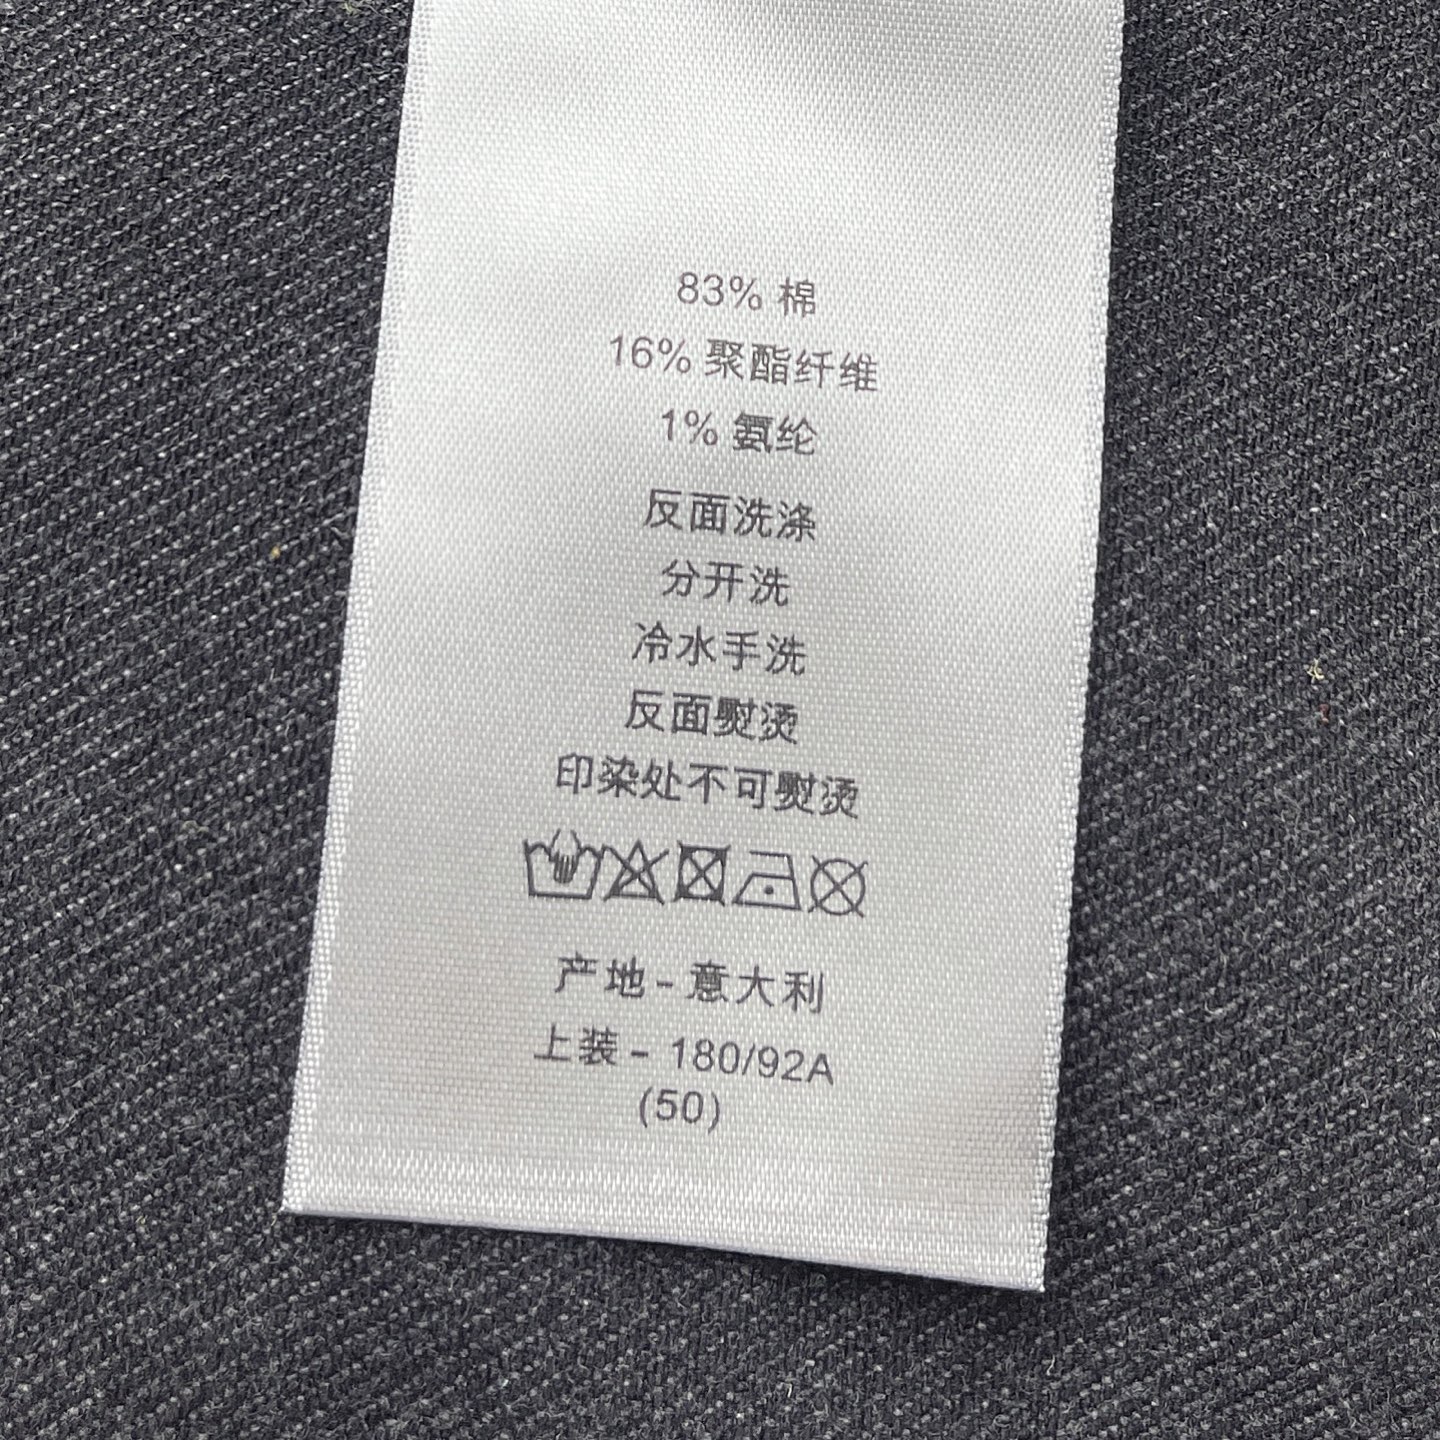 83% 棉
16% 聚酯纤维
1% 氨纶
反面洗涤
分开洗
冷水手洗
反面熨烫
印染处不可熨烫
产地 - 意大利
上装 - 180/92A
(50)